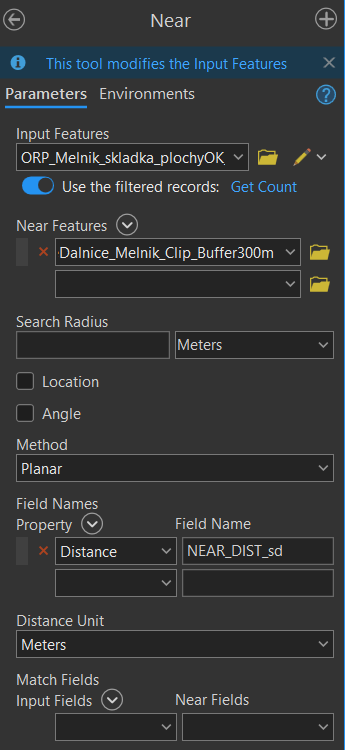 Near
This tool modifies the Input Features
Parameters Environments
Input Features
ORP_Melnik_skladka_plochyOK_
Use the filtered records: Get Count
Near Features
Dalnice_Melnik_Clip_Buffer300m
Search Radius
Meters
Location
Angle
Method
Planar
Field Names
Property Field Name
Distance NEAR_DIST_sd
Distance Unit
Meters
Match Fields
Input Fields Near Fields